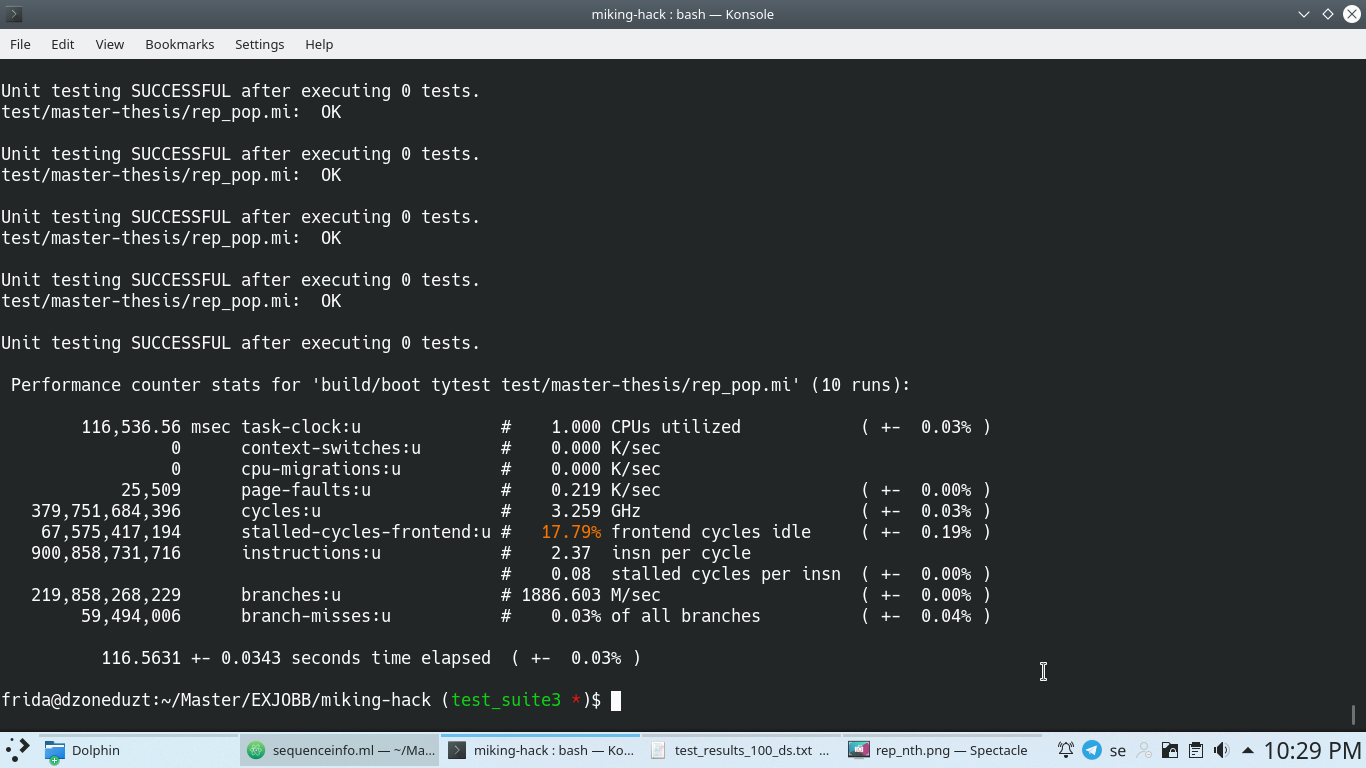 miking-hack : bash — Konsole
File Edit View Bookmarks Settings Help
Unit testing SUCCESSFUL after executing 0 tests.
test/master-thesis/rep_pop.mi:  OK
Unit testing SUCCESSFUL after executing 0 tests.
test/master-thesis/rep_pop.mi:  OK
Unit testing SUCCESSFUL after executing 0 tests.
test/master-thesis/rep_pop.mi:  OK
Unit testing SUCCESSFUL after executing 0 tests.
test/master-thesis/rep_pop.mi:  OK
Unit testing SUCCESSFUL after executing 0 tests.
Performance counter stats for 'build/boot tytest test/master-thesis/rep_pop.mi' (10 runs):
116,536.56 msec task-clock:u # 1.000 CPUs utilized ( +- 0.03% )
0 context-switches:u # 0.000 K/sec
0 cpu-migrations:u # 0.000 K/sec
25,509 page-faults:u # 0.219 K/sec ( +- 0.00% )
379,751,684,396 cycles:u # 3.259 GHz ( +- 0.03% )
67,575,417,194 stalled-cycles-frontend:u # 17.79% frontend cycles idle ( +- 0.19% )
900,858,731,716 instructions:u # 2.37 insn per cycle
# 0.08 stalled cycles per insn ( +- 0.00% )
219,858,268,229 branches:u # 1886.603 M/sec ( +- 0.00% )
59,494,006 branch-misses:u # 0.03% of all branches ( +- 0.04% )
116.5631 +- 0.0343 seconds time elapsed ( +- 0.03% )
frida@dzoneduzt:~/Master/EXJOBB/miking-hack (test_suite3 *)$
Dolphin sequenceinfo.ml — ~/Ma... miking-hack : bash — Ko... test_results_100_ds.txt ... rep_nth.png — Spectacle se 10:29 PM